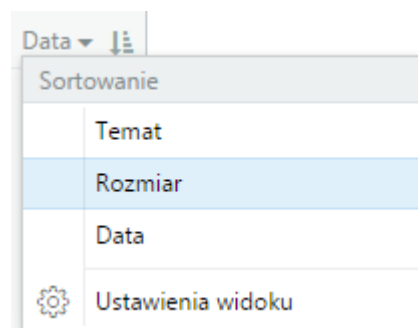 Data
Sortowanie
Temat
Rozmiar
Data
Ustawienia widoku